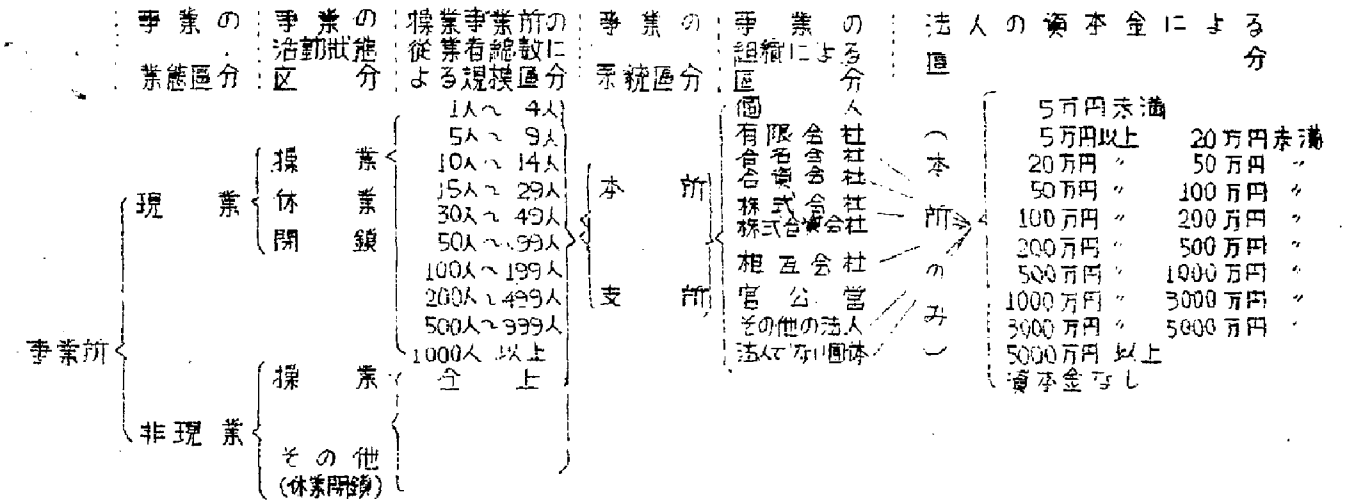 事業の 事業の 操業事業所の 事業の 事業の 法人の資本金による
活動状態 従業者総数に 組織による
業態区分 区分 よる規模区分 系統区分 区分 区分
1人～4人 個人 5万円未満
5人～9人 有限会社 5万円以上 20万円未満
操業 10人～14人 合名会社 20万円〃 50万円〃
15人～29人 合資会社 50万円〃 100万円〃
現業 休業 30人～49人 本所 株式会社 (本所のみ) 100万円〃 200万円〃
閉鎖 50人～99人 株式合資会社 200万円〃 500万円〃
100人～199人 相互会社 500万円〃 1000万円〃
200人～499人 支所 官公営 1000万円〃 3000万円〃
500人～999人 その他の法人 3000万円〃 5000万円〃
事業所 1000人以上 法人でない団体 5000万円以上
操業 仝上 資本金なし
非現業
その他
(休業閉鎖)